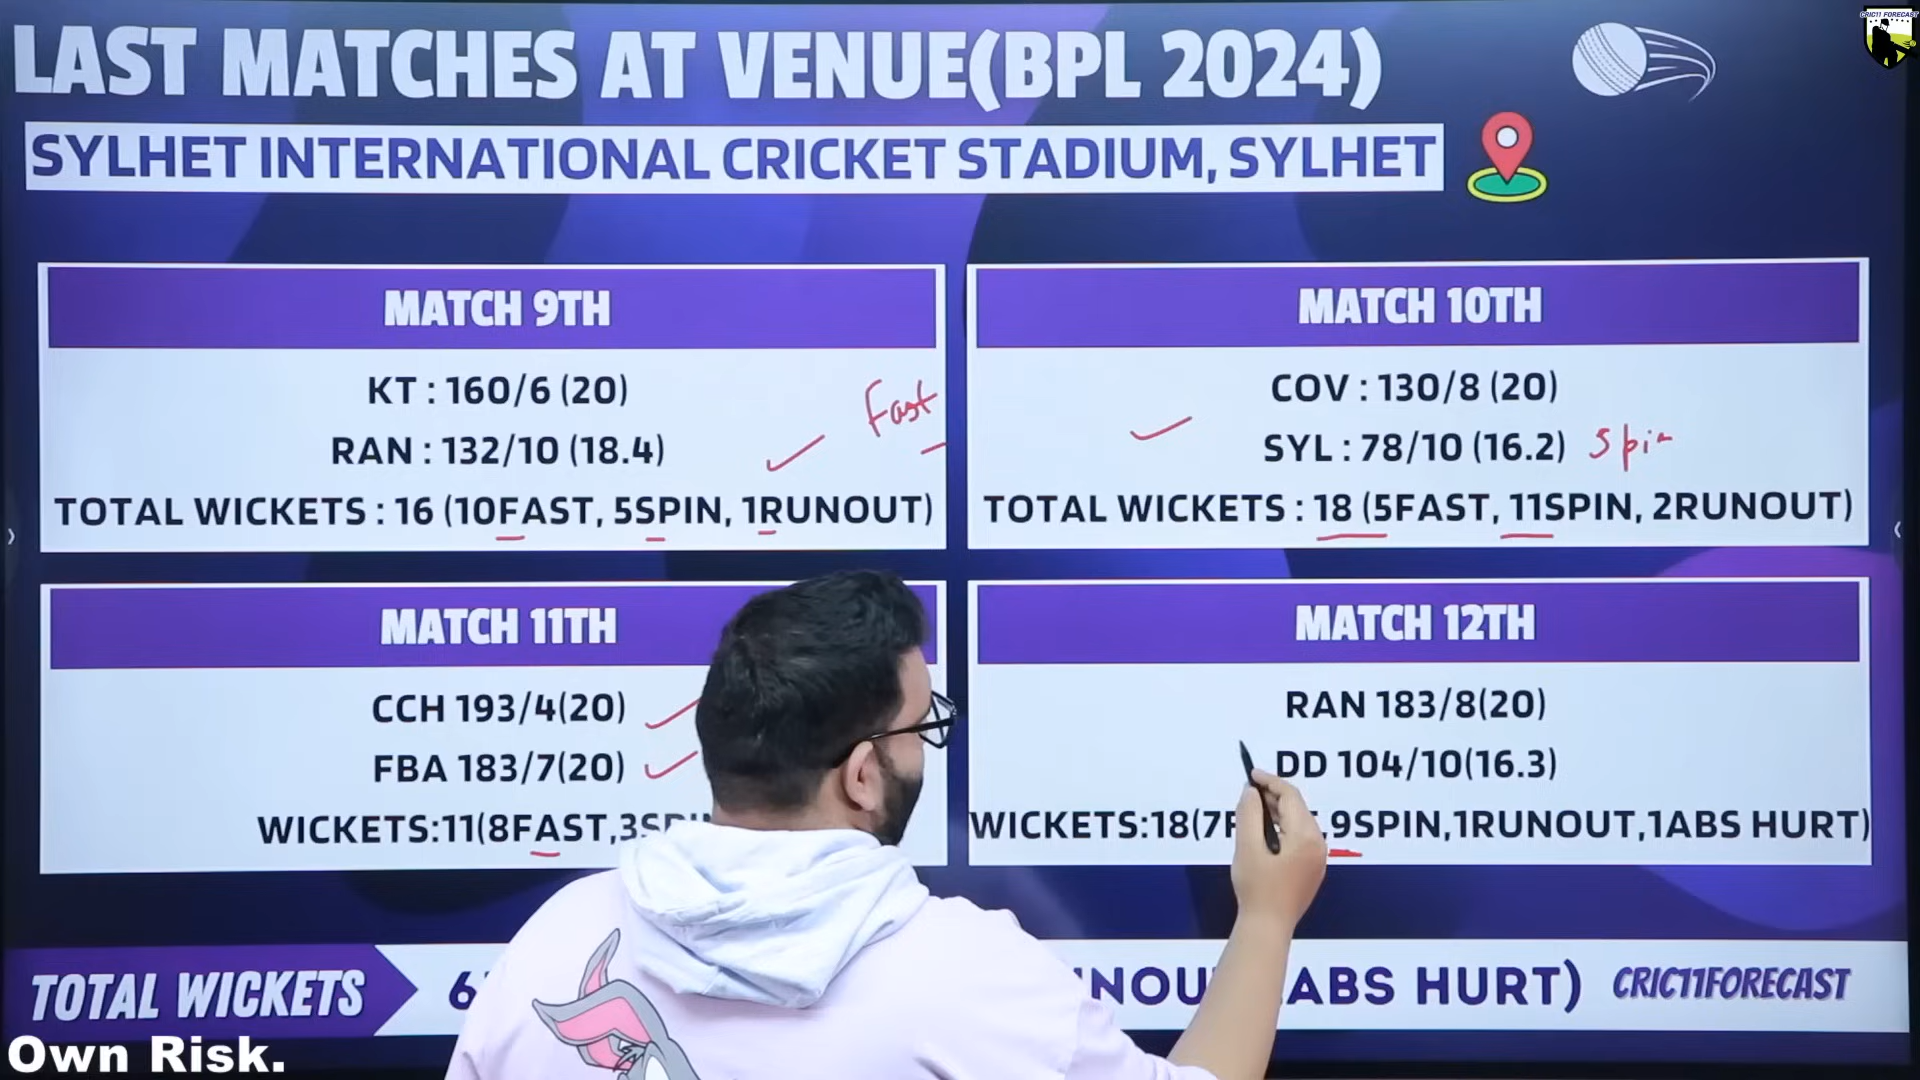 LAST MATCHES AT VENUE(BPL 2024)
CRIC11 FORECAST
SYLHET INTERNATIONAL CRICKET STADIUM, SYLHET
MATCH 9TH
KT : 160/6 (20)
Fast
RAN : 132/10 (18.4)
TOTAL WICKETS : 16 (10FAST, 5SPIN, 1RUNOUT)
MATCH 10TH
COV : 130/8 (20)
SYL : 78/10 (16.2) Spin
TOTAL WICKETS : 18 (5FAST, 11SPIN, 2RUNOUT)
MATCH 11TH
CCH 193/4(20)
FBA 183/7(20)
WICKETS:11(8FAST,
MATCH 12TH
RAN 183/8(20)
DD 104/10(16.3)
WICKETS:18( 9SPIN,1RUNOUT,1ABS HURT)
TOTAL WICKETS ABS HURT) CRIC11FORECAST
Own Risk.